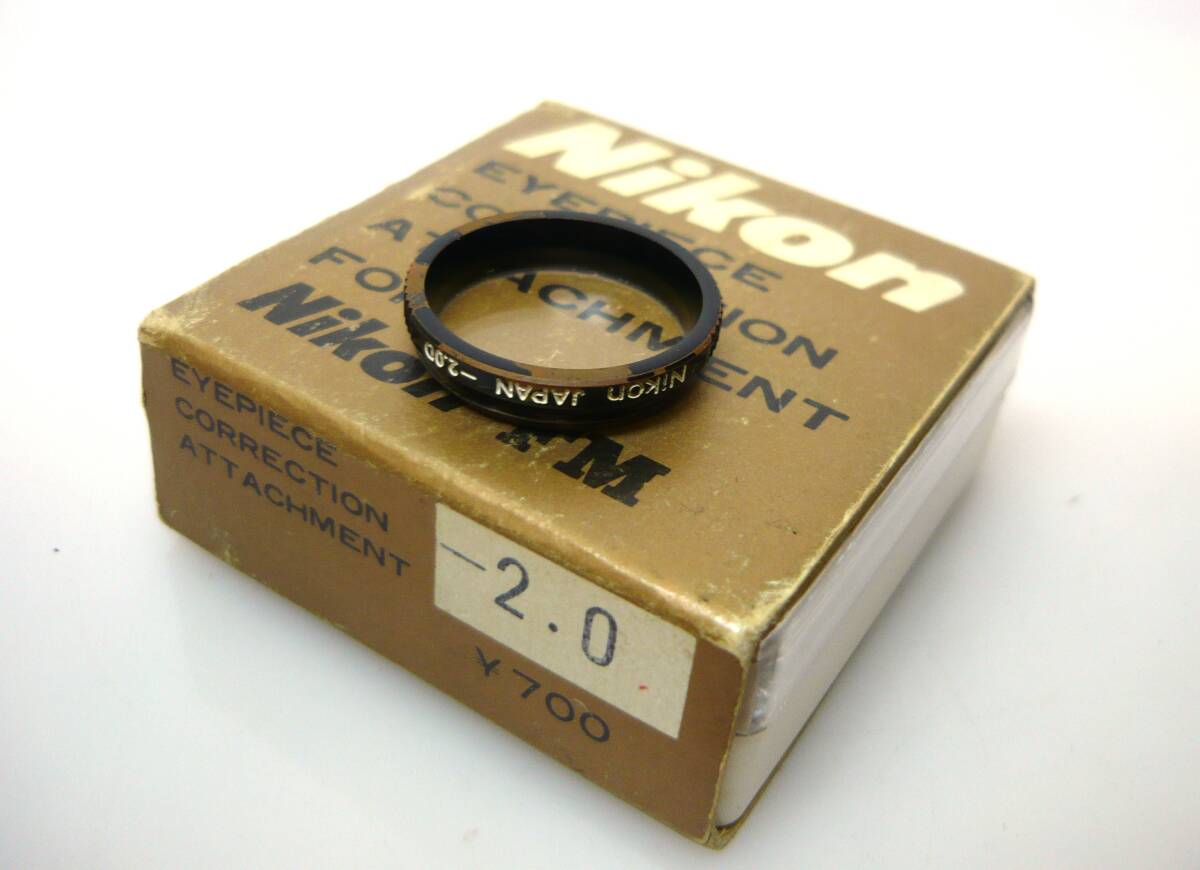 Nikon
EYEPIECE
CORRECTION
ATTACHMENT
FOR
Nikon FM
Nikon JAPAN -2.0D
EYEPIECE
CORRECTION
ATTACHMENT
-2.0
¥700